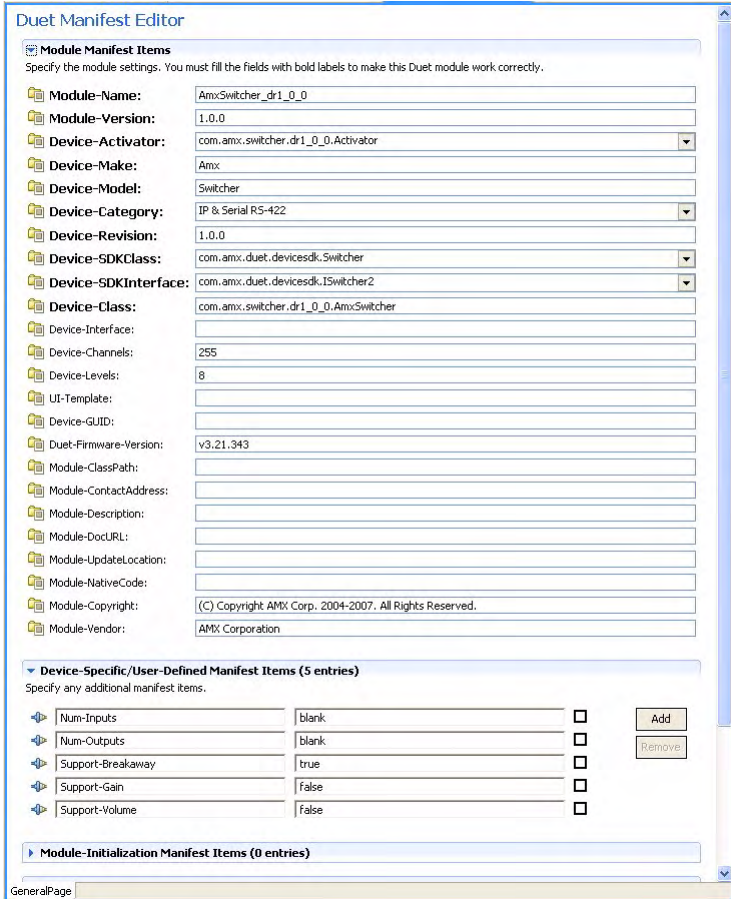 Duet Manifest Editor
Module Manifest Items
Specify the module settings. You must fill the fields with bold labels to make this Duet module work correctly.
Module-Name: AmxSwitcher_dr1_0_0
Module-Version: 1.0.0
Device-Activator: com.amx.switcher.dr1_0_0.Activator
Device-Make: Amx
Device-Model: Switcher
Device-Category: IP & Serial RS-422
Device-Revision: 1.0.0
Device-SDKClass: com.amx.duet.devicesdk.Switcher
Device-SDKInterface: com.amx.duet.devicesdk.ISwitcher2
Device-Class: com.amx.switcher.dr1_0_0.AmxSwitcher
Device-Interface:
Device-Channels: 255
Device-Levels: 8
UI-Template:
Device-GUID:
Duet-Firmware-Version: v3.21.343
Module-ClassPath:
Module-ContactAddress:
Module-Description:
Module-DocURL:
Module-UpdateLocation:
Module-NativeCode:
Module-Copyright: (C) Copyright AMX Corp. 2004-2007. All Rights Reserved.
Module-Vendor: AMX Corporation
Device-Specific/User-Defined Manifest Items (5 entries)
Specify any additional manifest items.
Num-Inputs blank Add
Num-Outputs blank Remove
Support-Breakaway true
Support-Gain false
Support-Volume false
Module-Initialization Manifest Items (0 entries)
GeneralPage